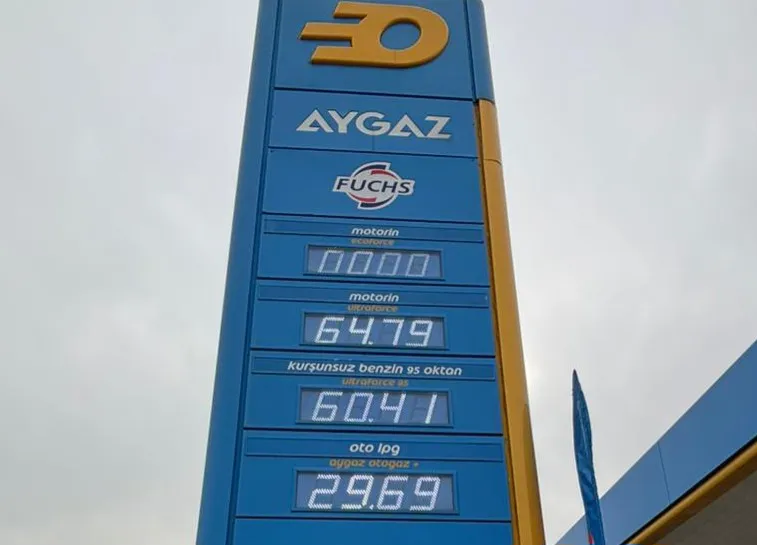 AYGAZ
FUCHS
motorin
ecoforce
0000
motorin
ultraforce
64.79
kurşunsuz benzin 95 oktan
ultraforce 95
60.41
oto lpg
aygaz otogaz +
29.69